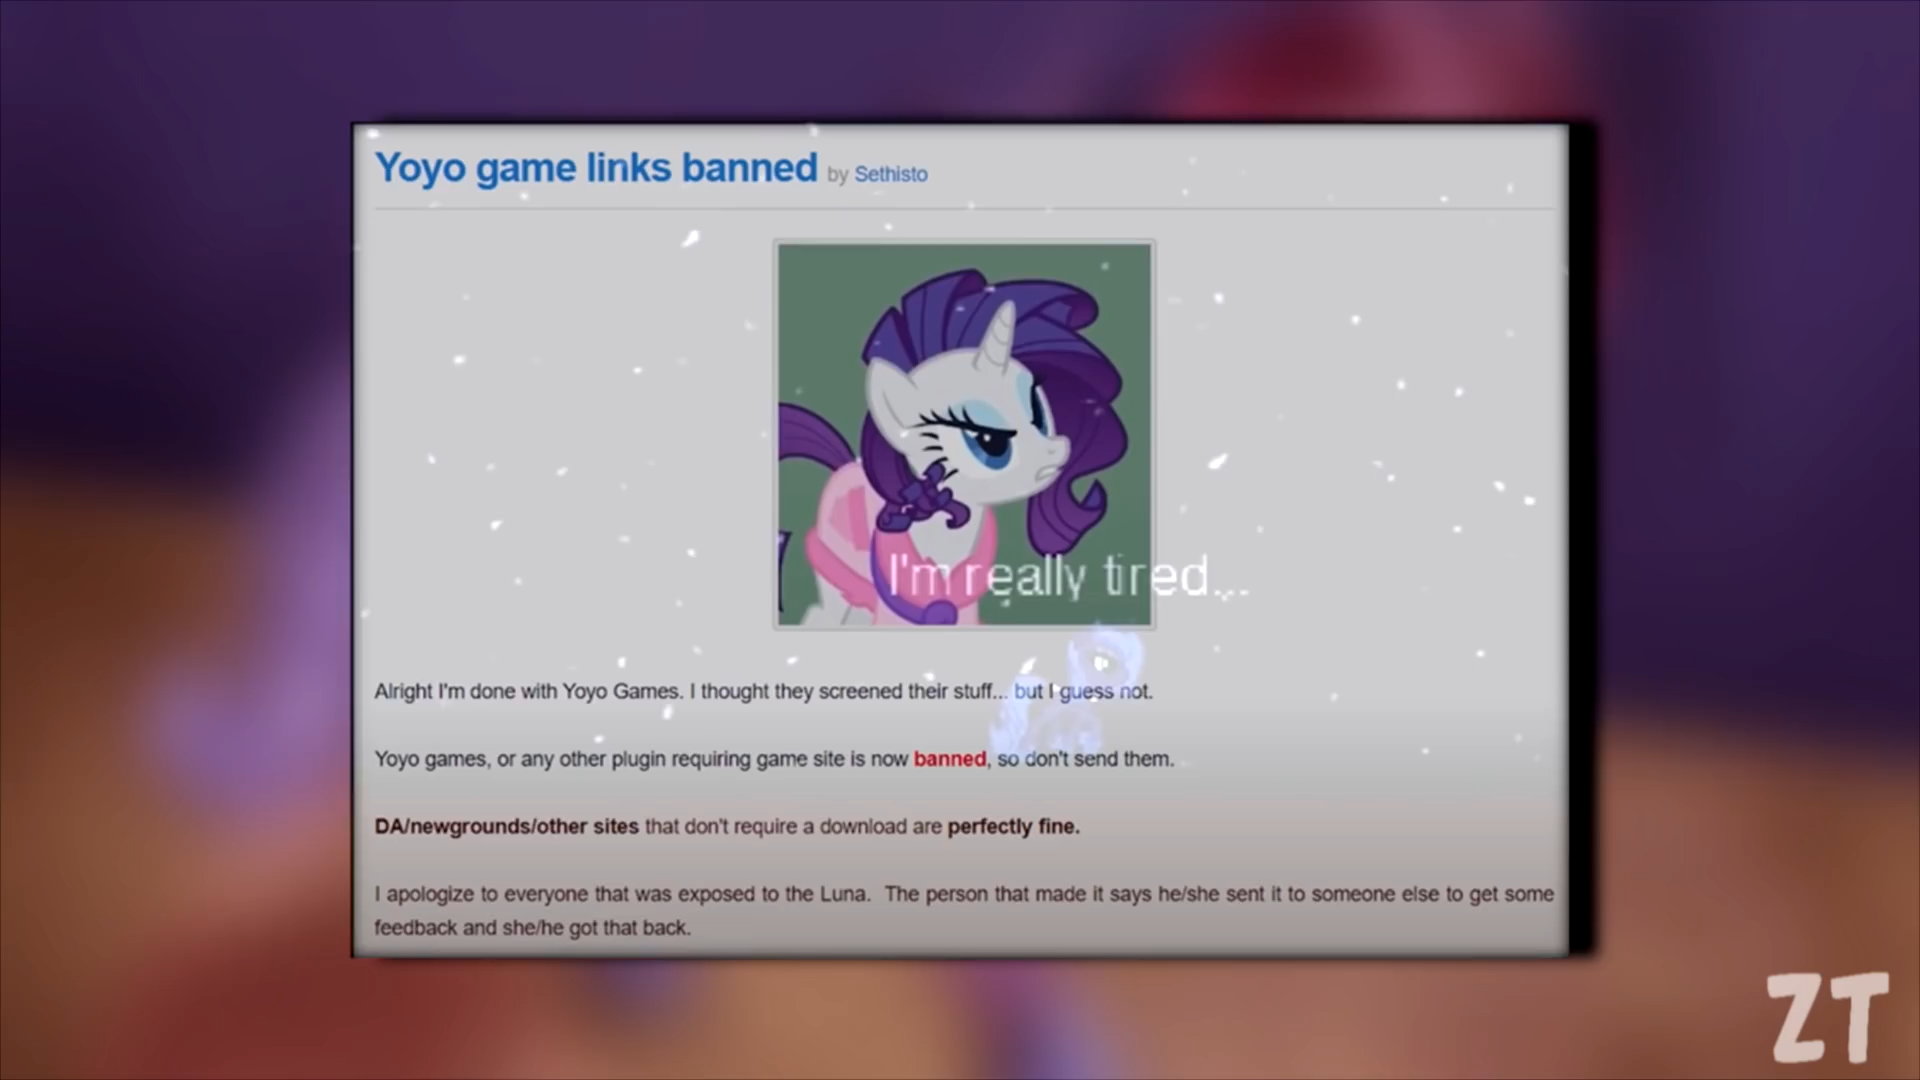 Yoyo game links banned by Sethisto
I'm really tired...
Alright I'm done with Yoyo Games. I thought they screened their stuff... but I guess not.
Yoyo games, or any other plugin requiring game site is now banned, so don't send them.
DA/newgrounds/other sites that don't require a download are perfectly fine.
I apologize to everyone that was exposed to the Luna. The person that made it says he/she sent it to someone else to get some
feedback and she/he got that back.
ZT